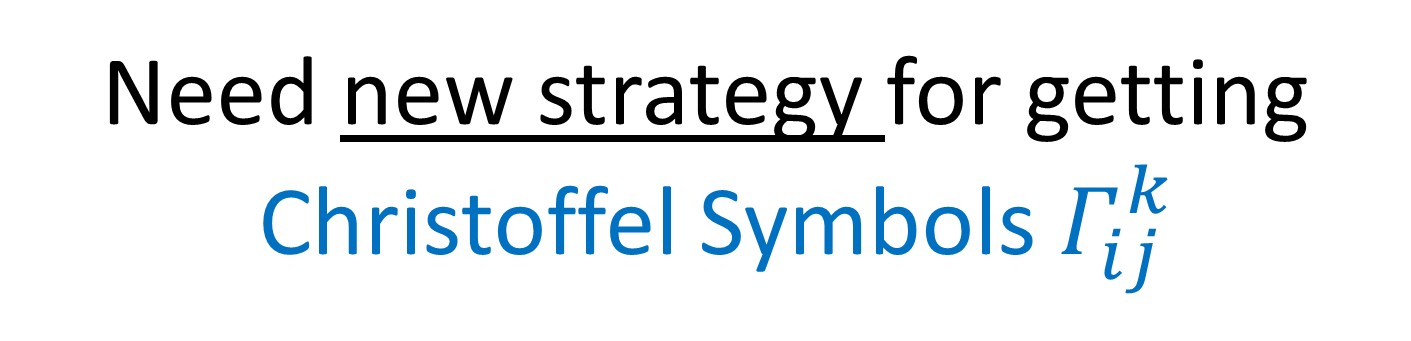 Need new strategy for getting
Christoffel Symbols Γ^k_ij